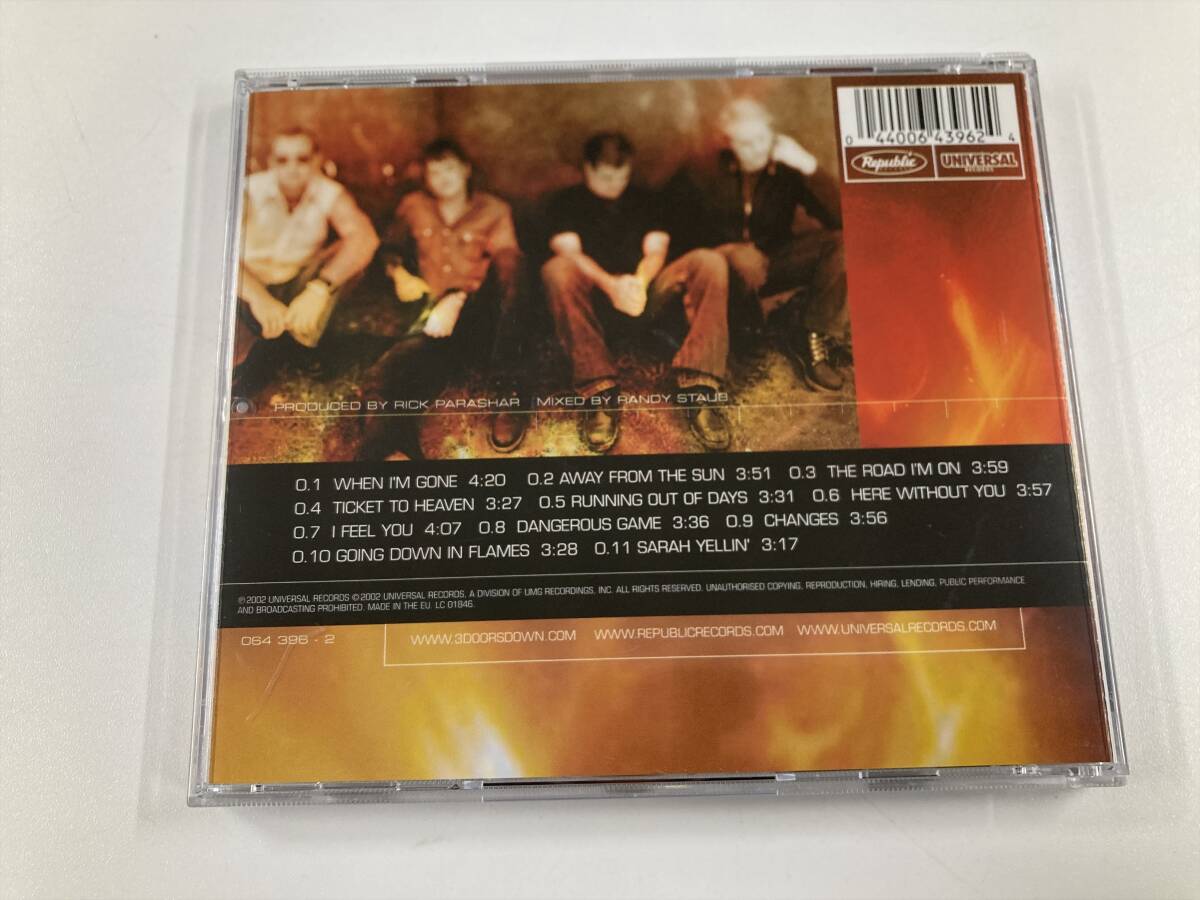 0 44006 43962 4
Republic
RECORDS
UNIVERSAL
RECORDS
PRODUCED BY RICK PARASHAR MIXED BY RANDY STAUB
0.1 WHEN I'M GONE 4:20 0.2 AWAY FROM THE SUN 3:51 0.3 THE ROAD I'M ON 3:59
0.4 TICKET TO HEAVEN 3:27 0.5 RUNNING OUT OF DAYS 3:31 0.6 HERE WITHOUT YOU 3:57
0.7 I FEEL YOU 4:07 0.8 DANGEROUS GAME 3:36 0.9 CHANGES 3:56
0.10 GOING DOWN IN FLAMES 3:28 0.11 SARAH YELLIN' 3:17
℗ 2002 UNIVERSAL RECORDS © 2002 UNIVERSAL RECORDS, A DIVISION OF UMG RECORDINGS, INC. ALL RIGHTS RESERVED. UNAUTHORISED COPYING, REPRODUCTION, HIRING, LENDING, PUBLIC PERFORMANCE
AND BROADCASTING PROHIBITED. MADE IN THE EU. LC 01846.
064 396 - 2
WWW.3DOORSDOWN.COM WWW.REPUBLICRECORDS.COM WWW.UNIVERSALRECORDS.COM